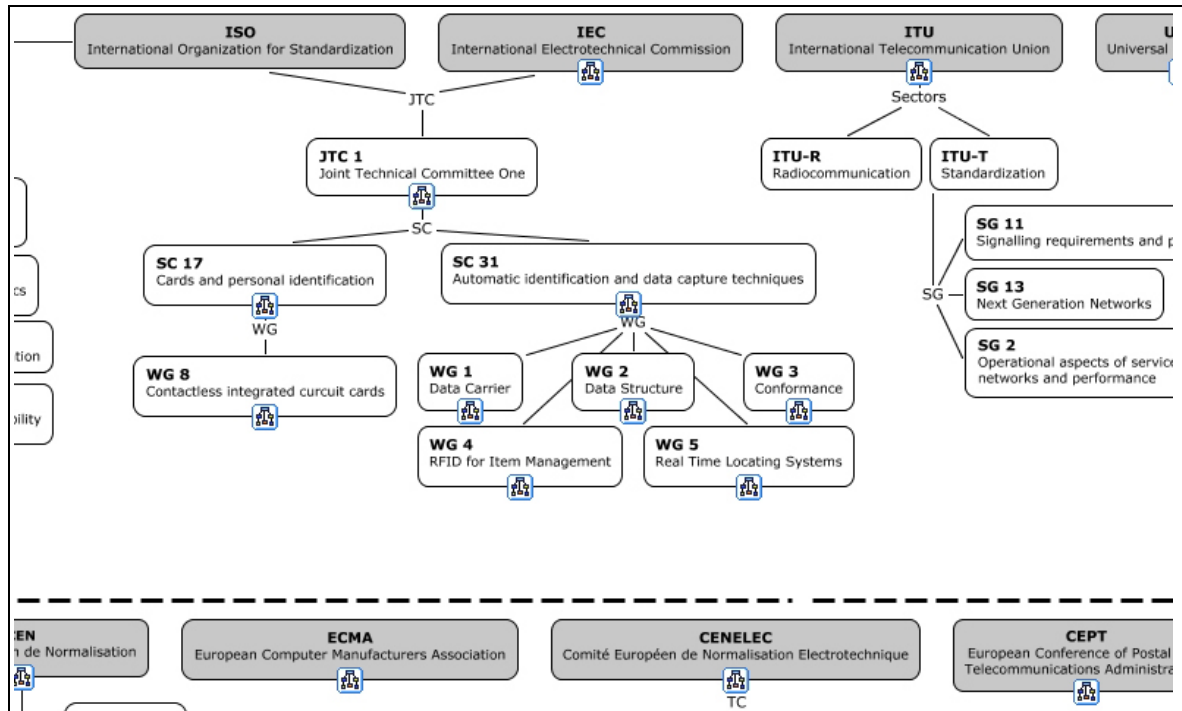 ISO
International Organization for Standardization
IEC
International Electrotechnical Commission
ITU
International Telecommunication Union
Universal
JTC
Sectors
JTC 1
Joint Technical Committee One
ITU-R
Radiocommunication
ITU-T
Standardization
SC
SC 17
Cards and personal identification
SC 31
Automatic identification and data capture techniques
SG 11
Signalling requirements and p
SG
SG 13
Next Generation Networks
SG 2
Operational aspects of service
networks and performance
WG
WG
WG 8
Contactless integrated curcuit cards
WG 1
Data Carrier
WG 2
Data Structure
WG 3
Conformance
WG 4
RFID for Item Management
WG 5
Real Time Locating Systems
cs
tion
bility
EN
n de Normalisation
ECMA
European Computer Manufacturers Association
CENELEC
Comité Européen de Normalisation Electrotechnique
TC
CEPT
European Conference of Postal
Telecommunications Administra